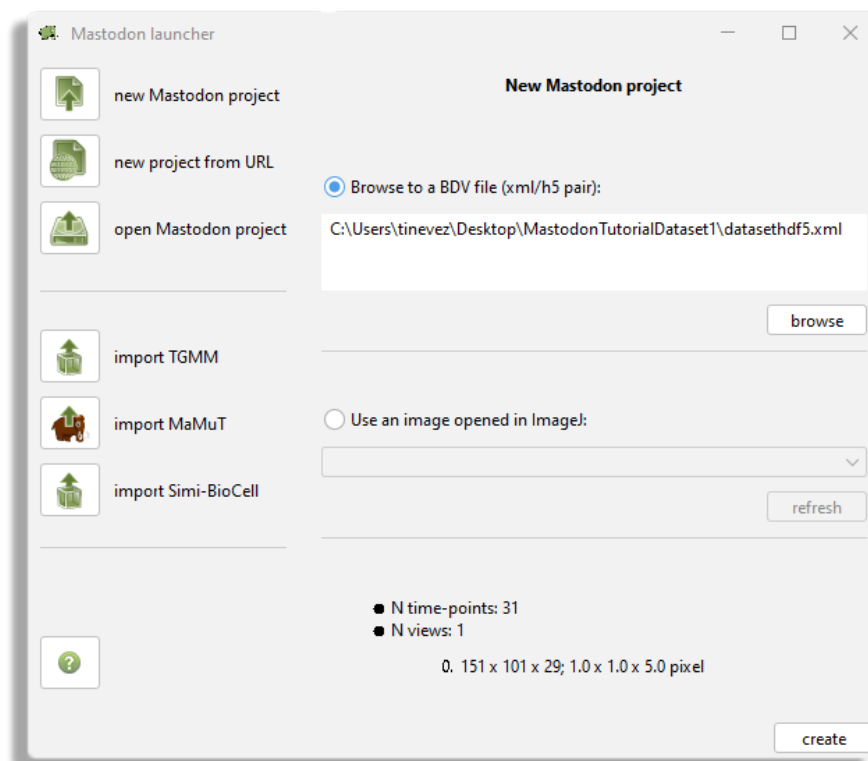 Mastodon launcher
new Mastodon project
new project from URL
open Mastodon project
import TGMM
import MaMuT
import Simi-BioCell
?
New Mastodon project
Browse to a BDV file (xml/h5 pair):
C:\Users\tinevez\Desktop\MastodonTutorialDataset1\datasethdf5.xml
browse
Use an image opened in ImageJ:
refresh
N time-points: 31
N views: 1
0. 151 x 101 x 29; 1.0 x 1.0 x 5.0 pixel
create